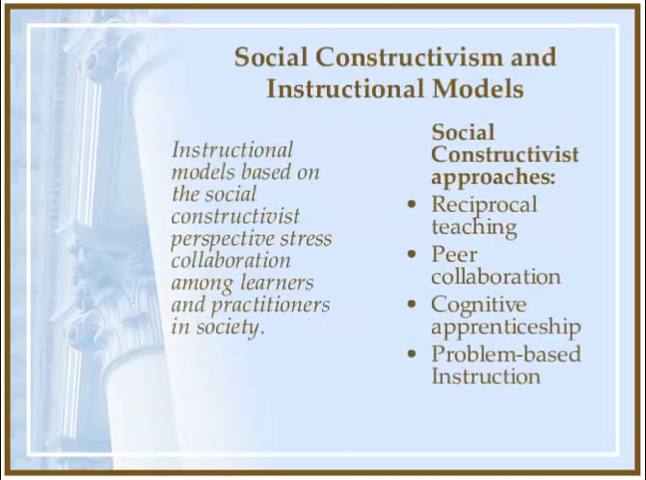 Social Constructivism and
Instructional Models
Instructional
models based on
the social
constructivist
perspective stress
collaboration
among learners
and practitioners
in society.
Social
Constructivist
approaches:
• Reciprocal
teaching
• Peer
collaboration
• Cognitive
apprenticeship
• Problem-based
Instruction